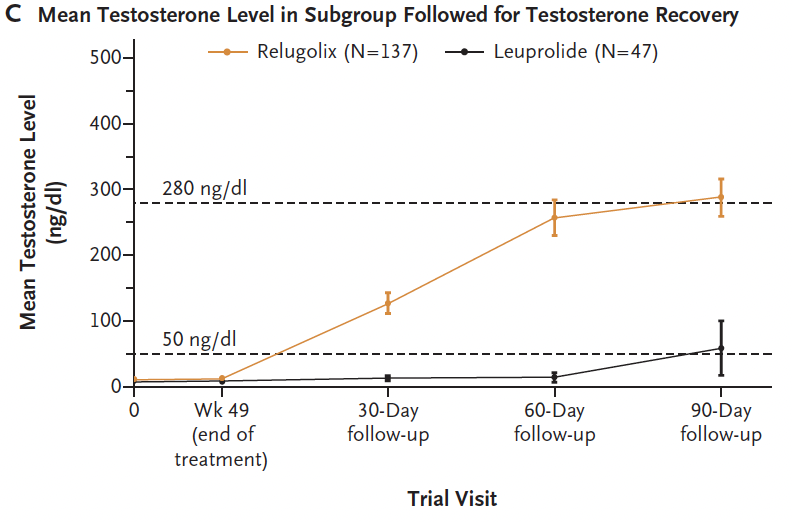 C Mean Testosterone Level in Subgroup Followed for Testosterone Recovery
Relugolix (N=137) Leuprolide (N=47)
Mean Testosterone Level
(ng/dl)
500
400
300
200
100
0
280 ng/dl
50 ng/dl
0
Wk 49
(end of
treatment)
30-Day
follow-up
60-Day
follow-up
90-Day
follow-up
Trial Visit